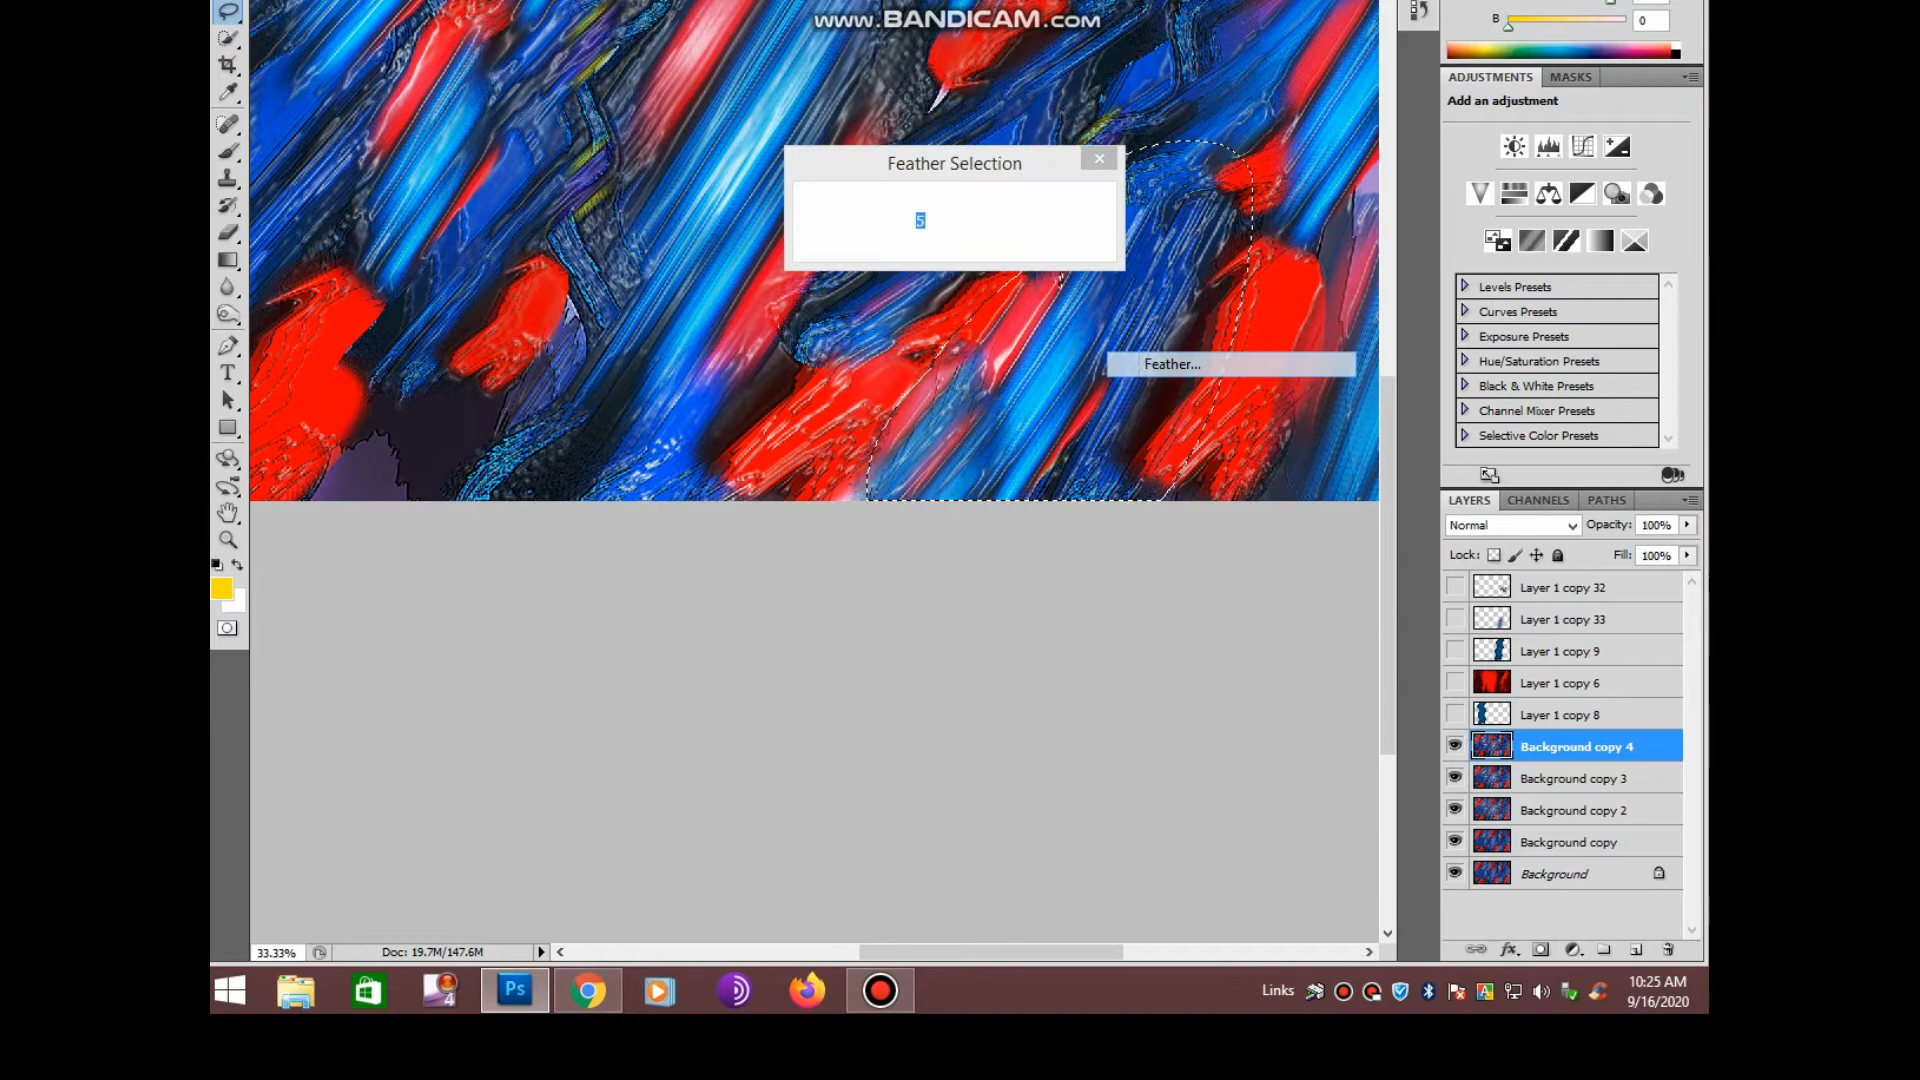 www.BANDICAM.com
B
0
ADJUSTMENTS MASKS
Add an adjustment
Feather Selection
5
Levels Presets
Curves Presets
Exposure Presets
Hue/Saturation Presets
Black & White Presets
Channel Mixer Presets
Selective Color Presets
Feather...
LAYERS CHANNELS PATHS
Normal Opacity: 100%
Lock: Fill: 100%
Layer 1 copy 32
Layer 1 copy 33
Layer 1 copy 9
Layer 1 copy 6
Layer 1 copy 8
Background copy 4
Background copy 3
Background copy 2
Background copy
Background
33.33% Doc: 19.7M/147.6M
4
Ps
Links
A
10:25 AM
9/16/2020